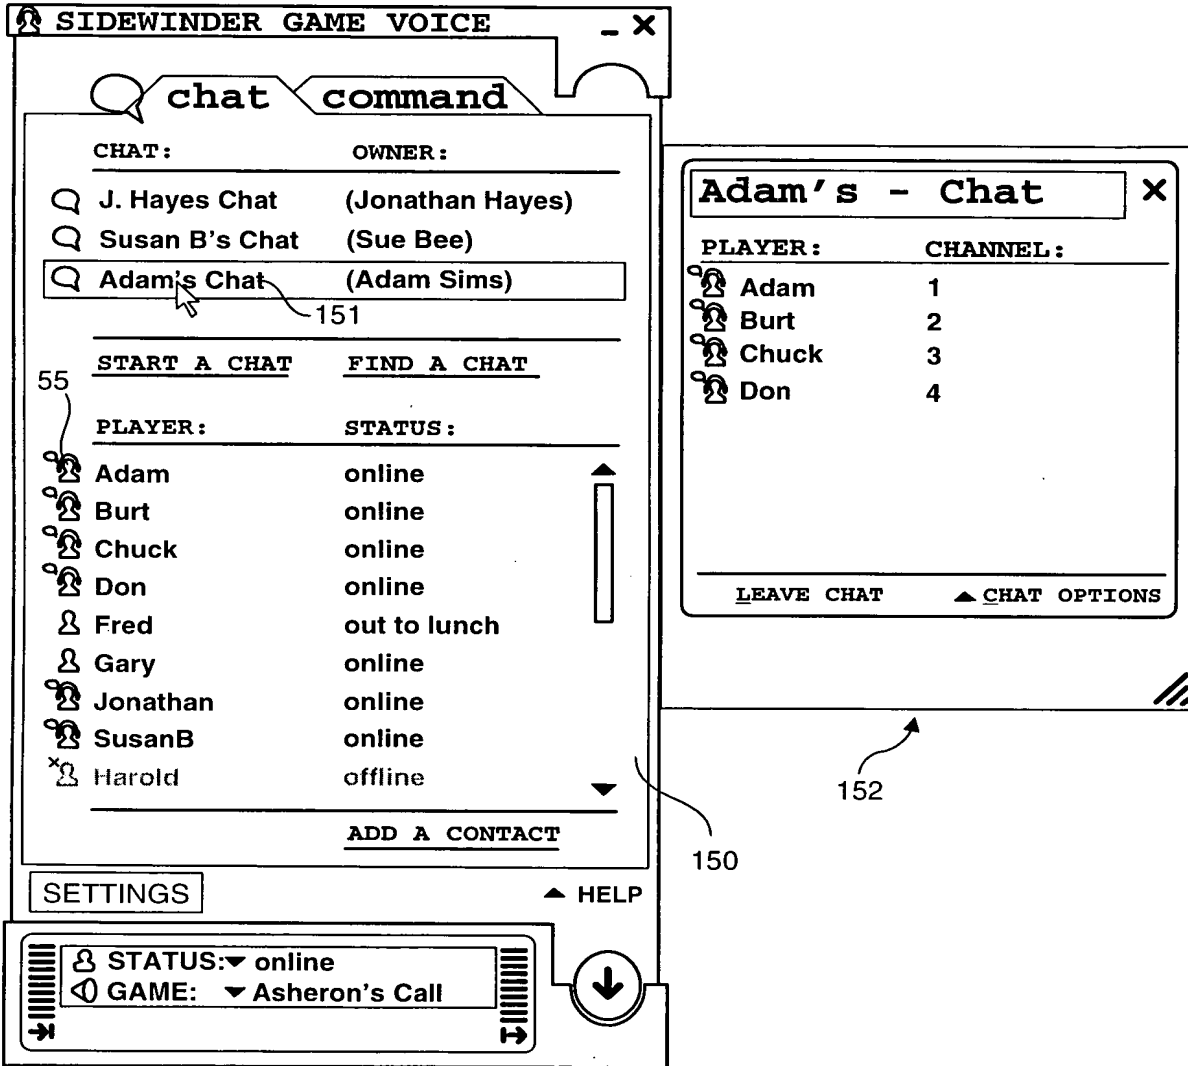 SIDEWINDER GAME VOICE
chat command
CHAT: OWNER:
J. Hayes Chat (Jonathan Hayes)
Susan B's Chat (Sue Bee)
Adam's Chat (Adam Sims)
151
START A CHAT FIND A CHAT
55
PLAYER: STATUS:
Adam online
Burt online
Chuck online
Don online
Fred out to lunch
Gary online
Jonathan online
SusanB online
Harold offline
ADD A CONTACT
150
SETTINGS HELP
STATUS: online
GAME: Asheron's Call
Adam's - Chat
PLAYER: CHANNEL:
Adam 1
Burt 2
Chuck 3
Don 4
LEAVE CHAT CHAT OPTIONS
152